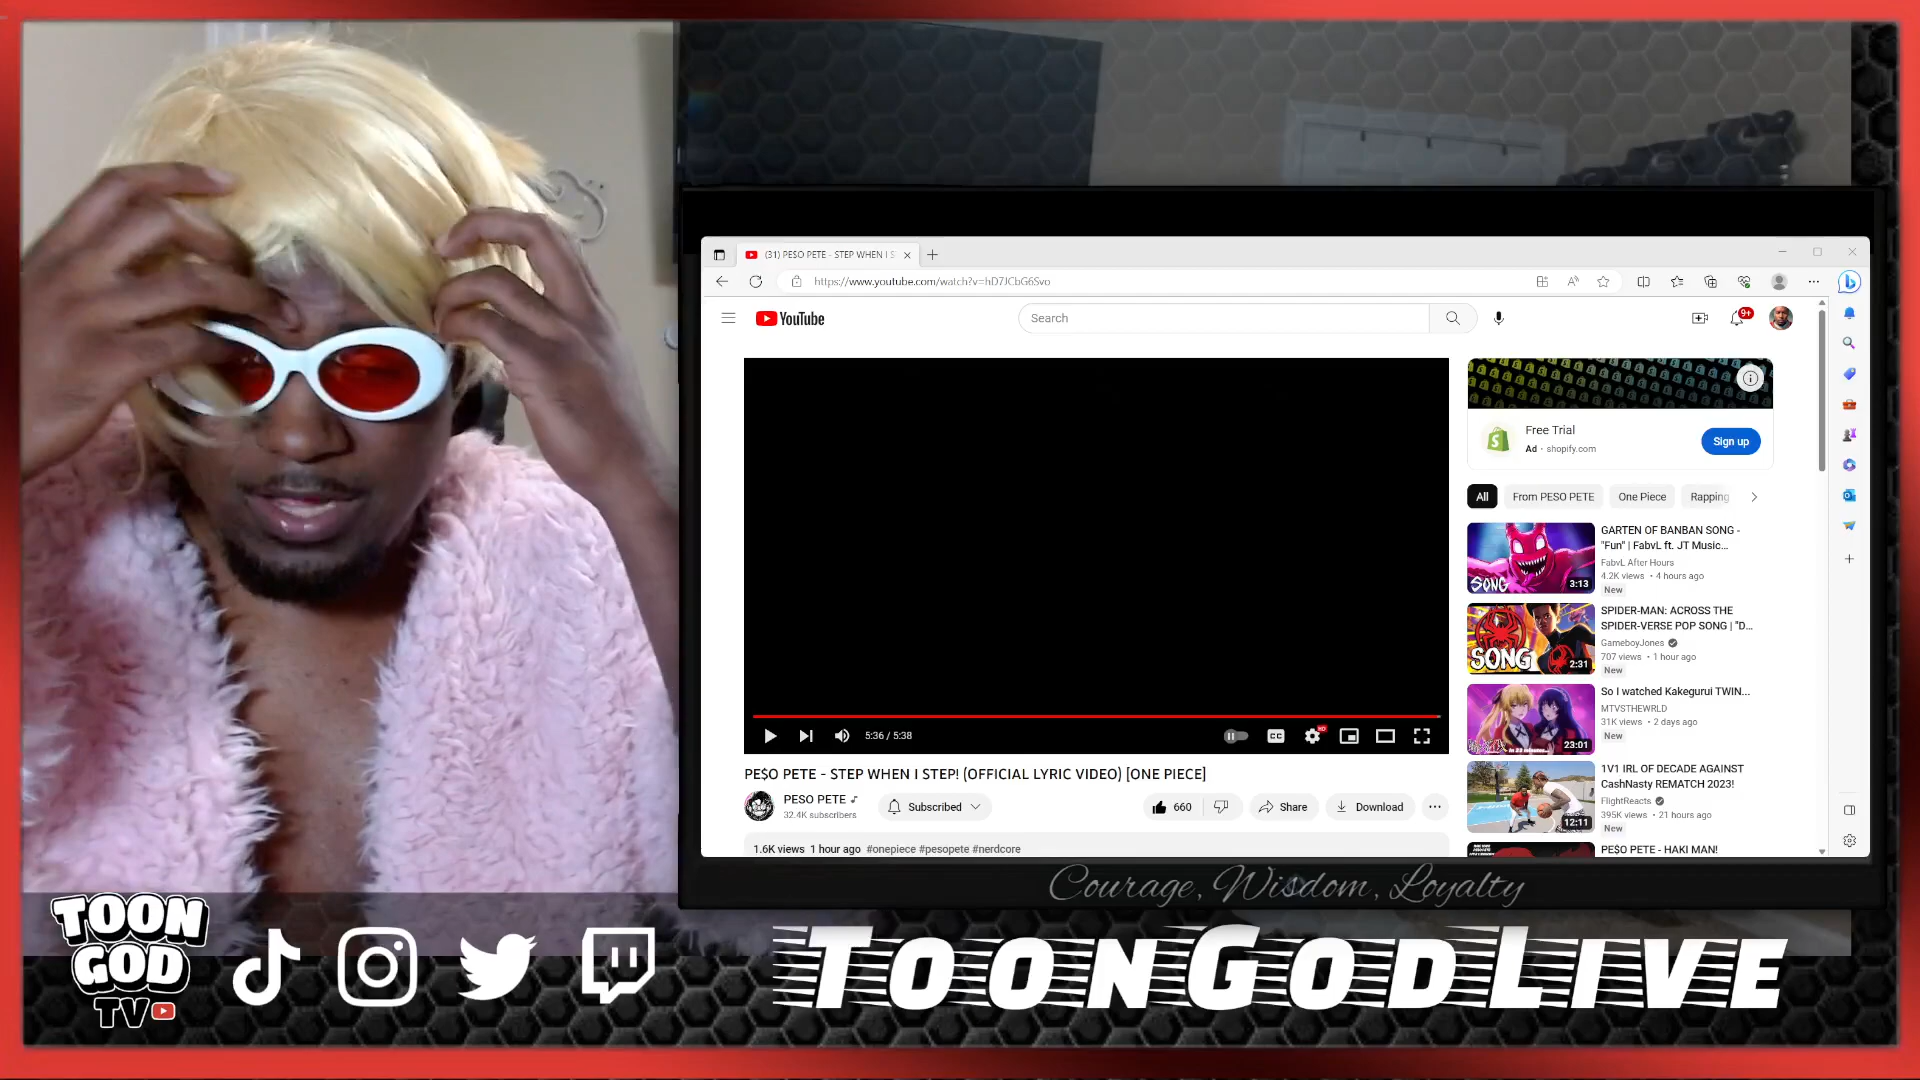 (31) PE$O PETE - STEP WHEN I S
https://www.youtube.com/watch?v=hD7JCbG6Svo
YouTube
Search
9+
Free Trial
Ad · shopify.com
Sign up
All
From PESO PETE
One Piece
Rapping
GARTEN OF BANBAN SONG -
"Fun" | FabvL ft. JT Music...
FabvL After Hours
4.2K views • 4 hours ago
New
SONG
3:13
SPIDER-MAN: ACROSS THE
SPIDER-VERSE POP SONG | "D...
GameboyJones
707 views • 1 hour ago
New
SONG
2:31
So I watched Kakegurui TWIN...
MTVSTHEWRLD
31K views • 2 days ago
New
23:01
1V1 IRL OF DECADE AGAINST
CashNasty REMATCH 2023!
FlightReacts
395K views • 21 hours ago
New
12:11
PE$O PETE - HAKI MAN!
5:36 / 5:38
CC
HD
PE$O PETE - STEP WHEN I STEP! (OFFICIAL LYRIC VIDEO) [ONE PIECE]
PESO PETE
32.4K subscribers
Subscribed
660
Share
Download
1.6K views 1 hour ago #onepiece #pesopete #nerdcore
Courage, Wisdom, Loyalty
TOON
GOD
TV
TOONGODLIVE